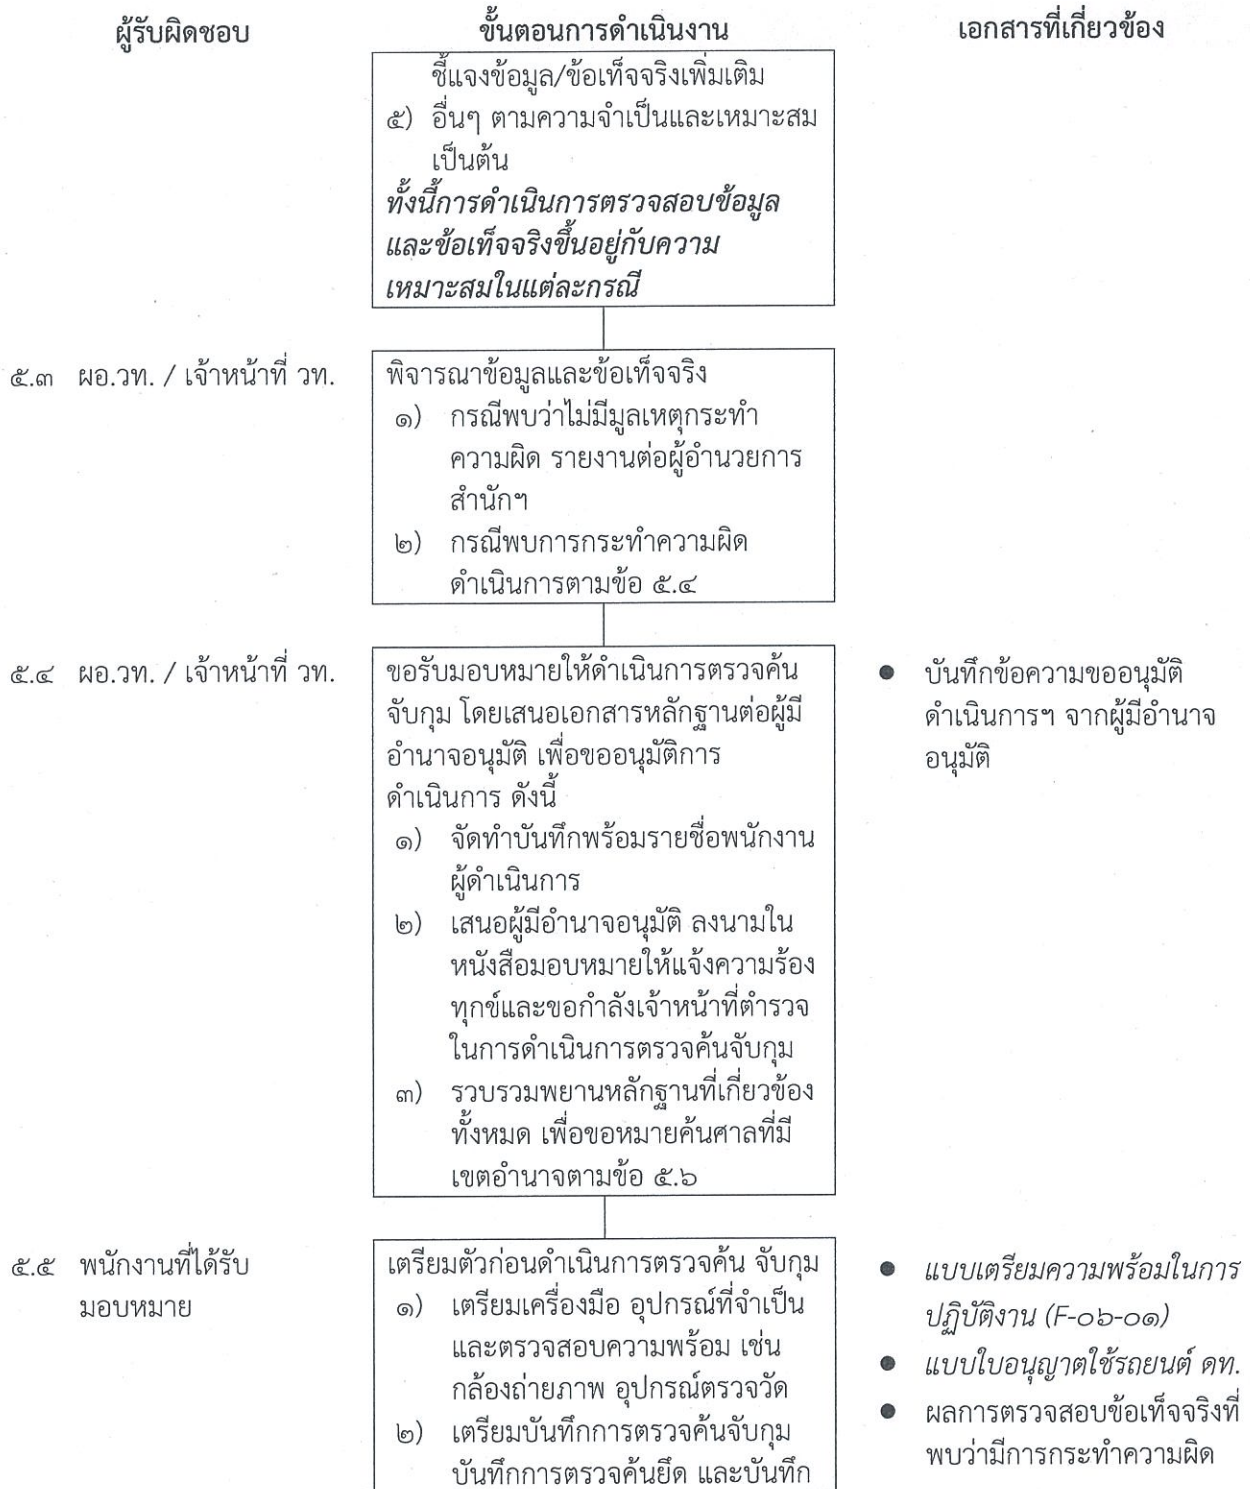 ผู้รับผิดชอบ
ขั้นตอนการดำเนินงาน
เอกสารที่เกี่ยวข้อง
ชี้แจงข้อมูล/ข้อเท็จจริงเพิ่มเติม
๕) อื่นๆ ตามความจำเป็นและเหมาะสม
เป็นต้น
ทั้งนี้การดำเนินการตรวจสอบข้อมูล
และข้อเท็จจริงขึ้นอยู่กับความ
เหมาะสมในแต่ละกรณี
๕.๓ ผอ.วท. / เจ้าหน้าที่ วท.
พิจารณาข้อมูลและข้อเท็จจริง
๑) กรณีพบว่าไม่มีมูลเหตุกระทำ
ความผิด รายงานต่อผู้อำนวยการ
สำนักฯ
๒) กรณีพบการกระทำความผิด
ดำเนินการตามข้อ ๕.๔
๕.๔ ผอ.วท. / เจ้าหน้าที่ วท.
ขอรับมอบหมายให้ดำเนินการตรวจค้น
จับกุม โดยเสนอเอกสารหลักฐานต่อผู้มี
อำนาจอนุมัติ เพื่อขออนุมัติการ
ดำเนินการ ดังนี้
๑) จัดทำบันทึกพร้อมรายชื่อพนักงาน
ผู้ดำเนินการ
๒) เสนอผู้มีอำนาจอนุมัติ ลงนามใน
หนังสือมอบหมายให้แจ้งความร้อง
ทุกข์และขอกำลังเจ้าหน้าที่ตำรวจ
ในการดำเนินการตรวจค้นจับกุม
๓) รวบรวมพยานหลักฐานที่เกี่ยวข้อง
ทั้งหมด เพื่อขอหมายค้นศาลที่มี
เขตอำนาจตามข้อ ๕.๖
● บันทึกข้อความขออนุมัติ
ดำเนินการฯ จากผู้มีอำนาจ
อนุมัติ
๕.๕ พนักงานที่ได้รับ
มอบหมาย
เตรียมตัวก่อนดำเนินการตรวจค้น จับกุม
๑) เตรียมเครื่องมือ อุปกรณ์ที่จำเป็น
และตรวจสอบความพร้อม เช่น
กล้องถ่ายภาพ อุปกรณ์ตรวจวัด
๒) เตรียมบันทึกการตรวจค้นจับกุม
บันทึกการตรวจค้นยึด และบันทึก
● แบบเตรียมความพร้อมในการ
ปฏิบัติงาน (F-๐๖-๐๑)
● แบบใบอนุญาตใช้รถยนต์ ดท.
● ผลการตรวจสอบข้อเท็จจริงที่
พบว่ามีการกระทำความผิด